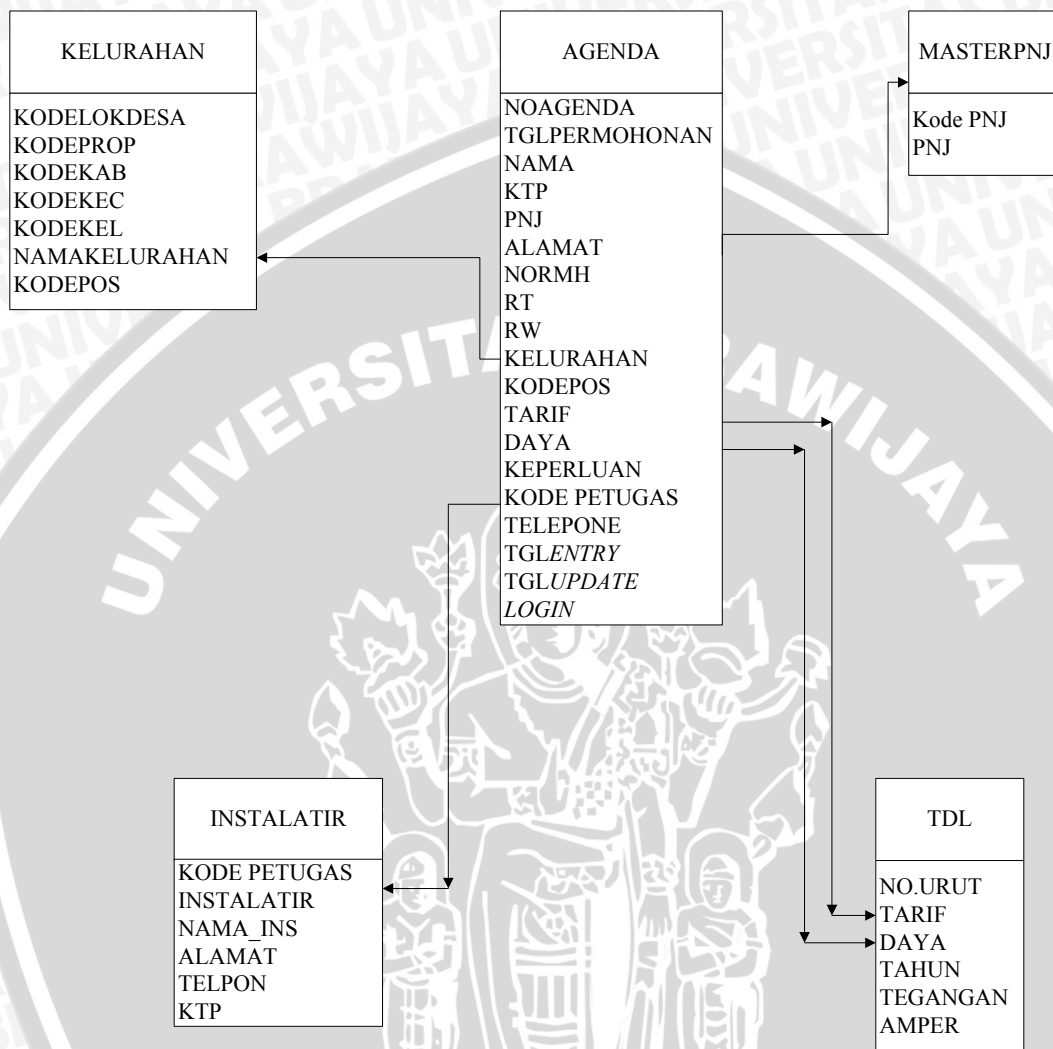 KELURAHAN
KODELOKDESA
KODEPROP
KODEKAB
KODEKEC
KODEKEL
NAMAKELURAHAN
KODEPOS
AGENDA
NOAGENDA
TGLPERMOHONAN
NAMA
KTP
PNJ
ALAMAT
NORMH
RT
RW
KELURAHAN
KODEPOS
TARIF
DAYA
KEPERLUAN
KODE PETUGAS
TELEPONE
TGLENTRY
TGLUPDATE
LOGIN
MASTERPNJ
Kode PNJ
PNJ
INSTALATIR
KODE PETUGAS
INSTALATIR
NAMA_INS
ALAMAT
TELPON
KTP
TDL
NO.URUT
TARIF
DAYA
TAHUN
TEGANGAN
AMPER